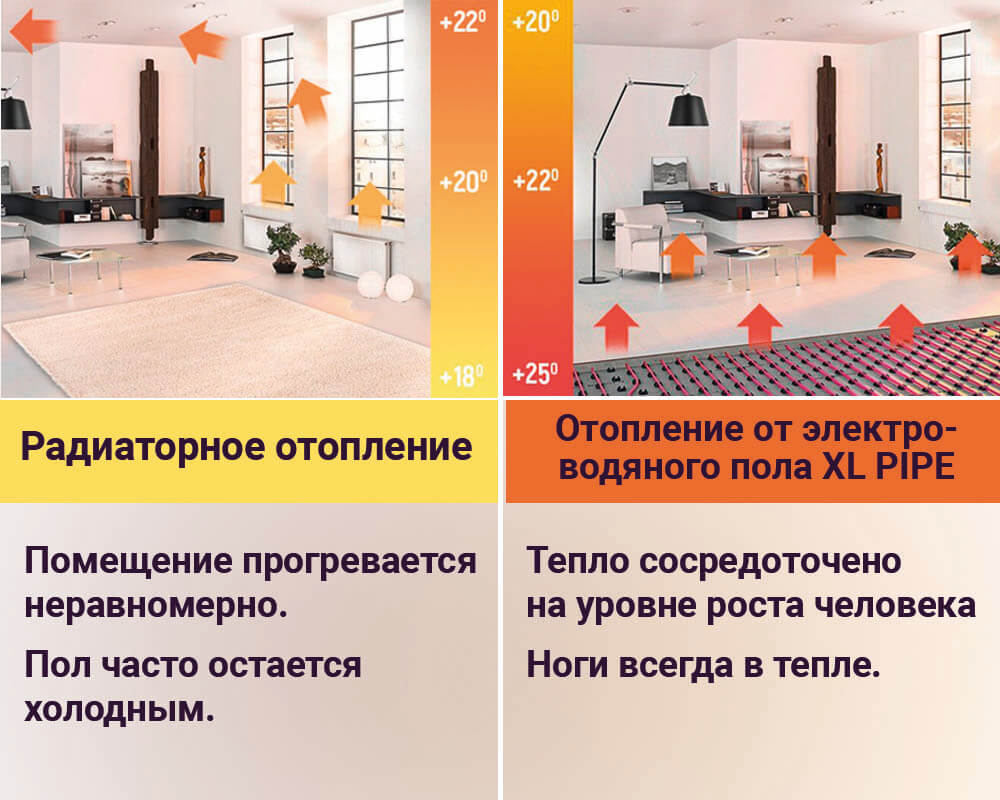 +22⁰
+20⁰
+18⁰
+20⁰
+22⁰
+25⁰
Радиаторное отопление
Отопление от электро-
водяного пола XL PIPE
Помещение прогревается
неравномерно.
Пол часто остается
холодным.
Тепло сосредоточено
на уровне роста человека
Ноги всегда в тепле.